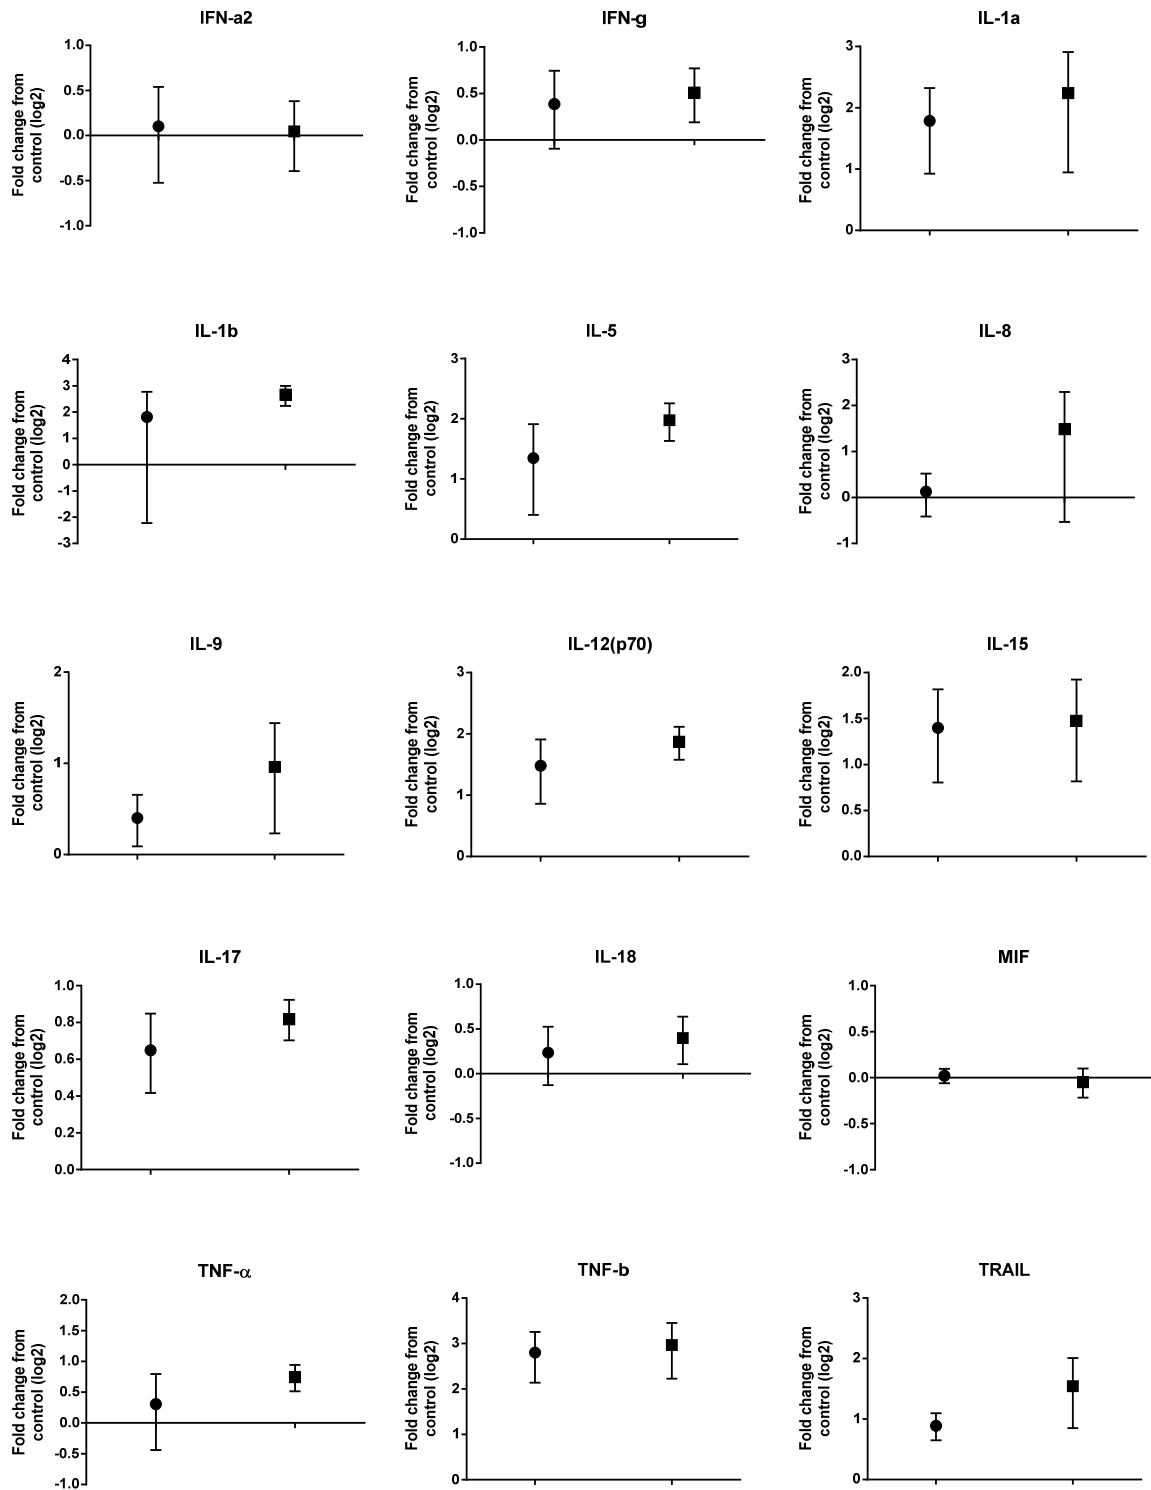 IFN-a2
Fold change from
control (log2)
1.0
0.5
0.0
-0.5
-1.0
IFN-g
Fold change from
control (log2)
1.0
0.5
0.0
-0.5
-1.0
IL-1a
Fold change from
control (log2)
3
2
1
0
IL-1b
Fold change from
control (log2)
4
3
2
1
0
-1
-2
-3
IL-5
Fold change from
control (log2)
3
2
1
0
IL-8
Fold change from
control (log2)
3
2
1
0
-1
IL-9
Fold change from
control (log2)
2
1
0
IL-12(p70)
Fold change from
control (log2)
3
2
1
0
IL-15
Fold change from
control (log2)
2.0
1.5
1.0
0.5
0.0
IL-17
Fold change from
control (log2)
1.0
0.8
0.6
0.4
0.2
0.0
IL-18
Fold change from
control (log2)
1.0
0.5
0.0
-0.5
-1.0
MIF
Fold change from
control (log2)
1.0
0.5
0.0
-0.5
-1.0
TNF-α
Fold change from
control (log2)
2.0
1.5
1.0
0.5
0.0
-0.5
-1.0
TNF-b
Fold change from
control (log2)
4
3
2
1
0
TRAIL
Fold change from
control (log2)
3
2
1
0